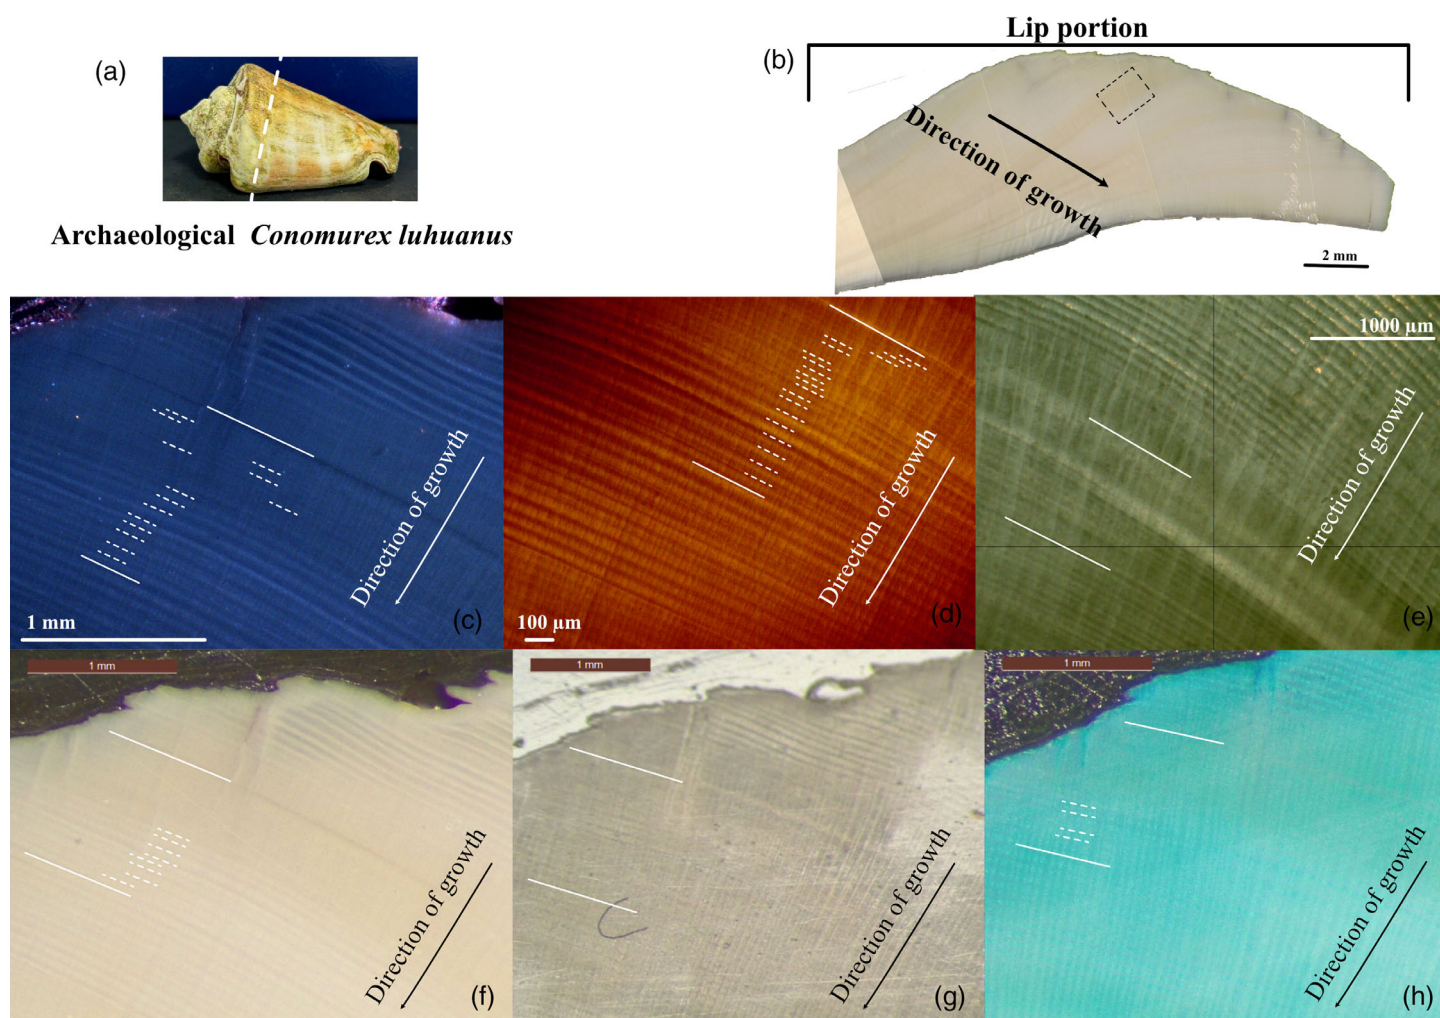 Lip portion
(a)
(b)
Direction of growth
Archaeological Conomurex luhuanus
2 mm
1000 µm
Direction of growth
Direction of growth
Direction of growth
1 mm
(c)
100 µm
(d)
(e)
1 mm
1 mm
1 mm
Direction of growth
Direction of growth
Direction of growth
(f)
(g)
(h)